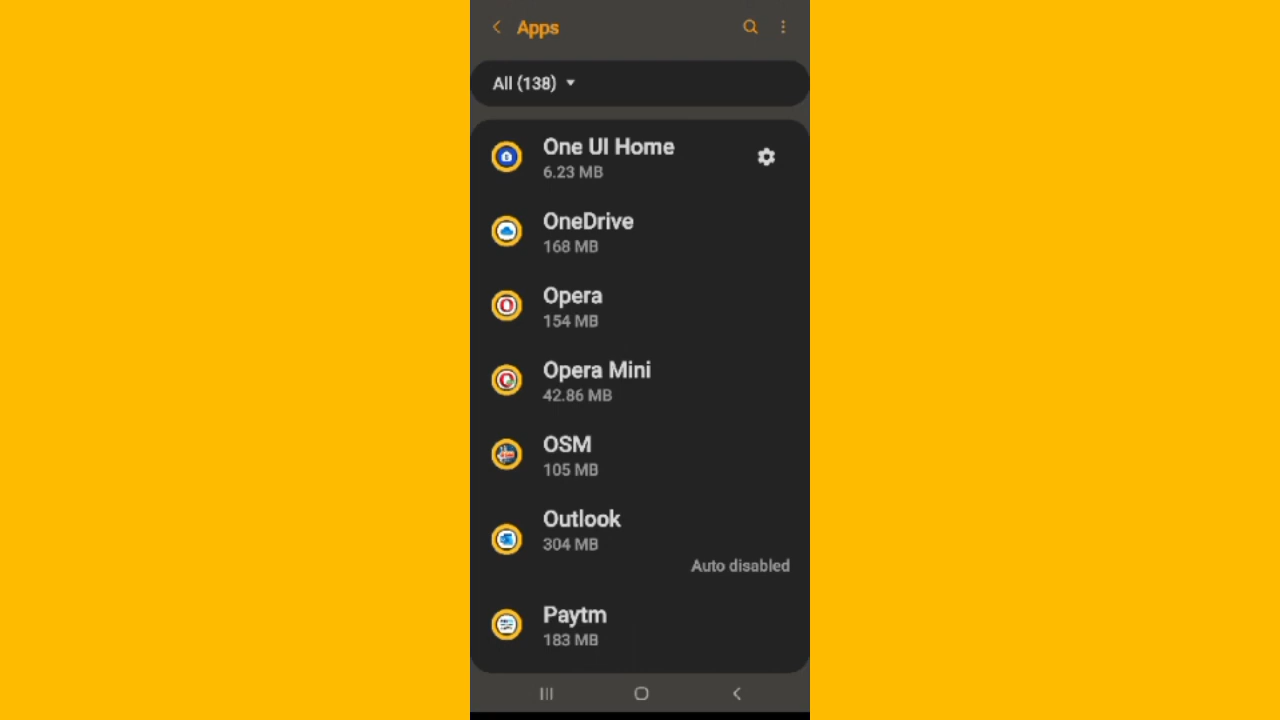 Apps
All (138)
One UI Home
6.23 MB
OneDrive
168 MB
Opera
154 MB
Opera Mini
42.86 MB
OSM
105 MB
Outlook
304 MB
Auto disabled
Paytm
183 MB